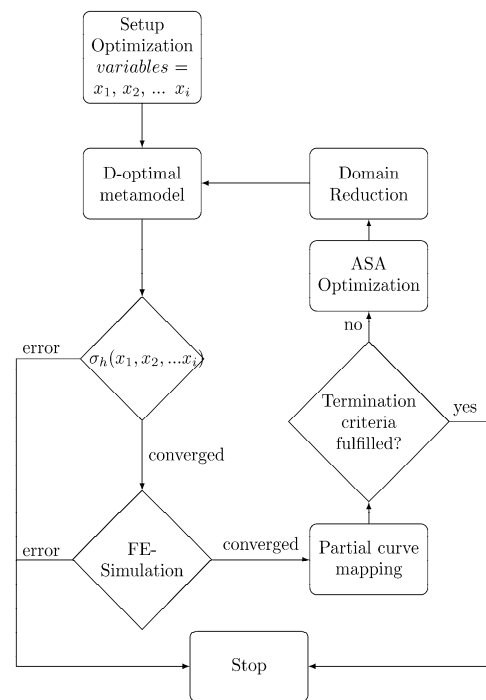 Setup
Optimization
variables =
x₁, x₂, ... xᵢ
D-optimal
metamodel
Domain
Reduction
ASA
Optimization
no
error
σₕ(x₁, x₂, ...xᵢ)
Termination
criteria
fulfilled?
yes
converged
error
FE-
Simulation
converged
Partial curve
mapping
Stop